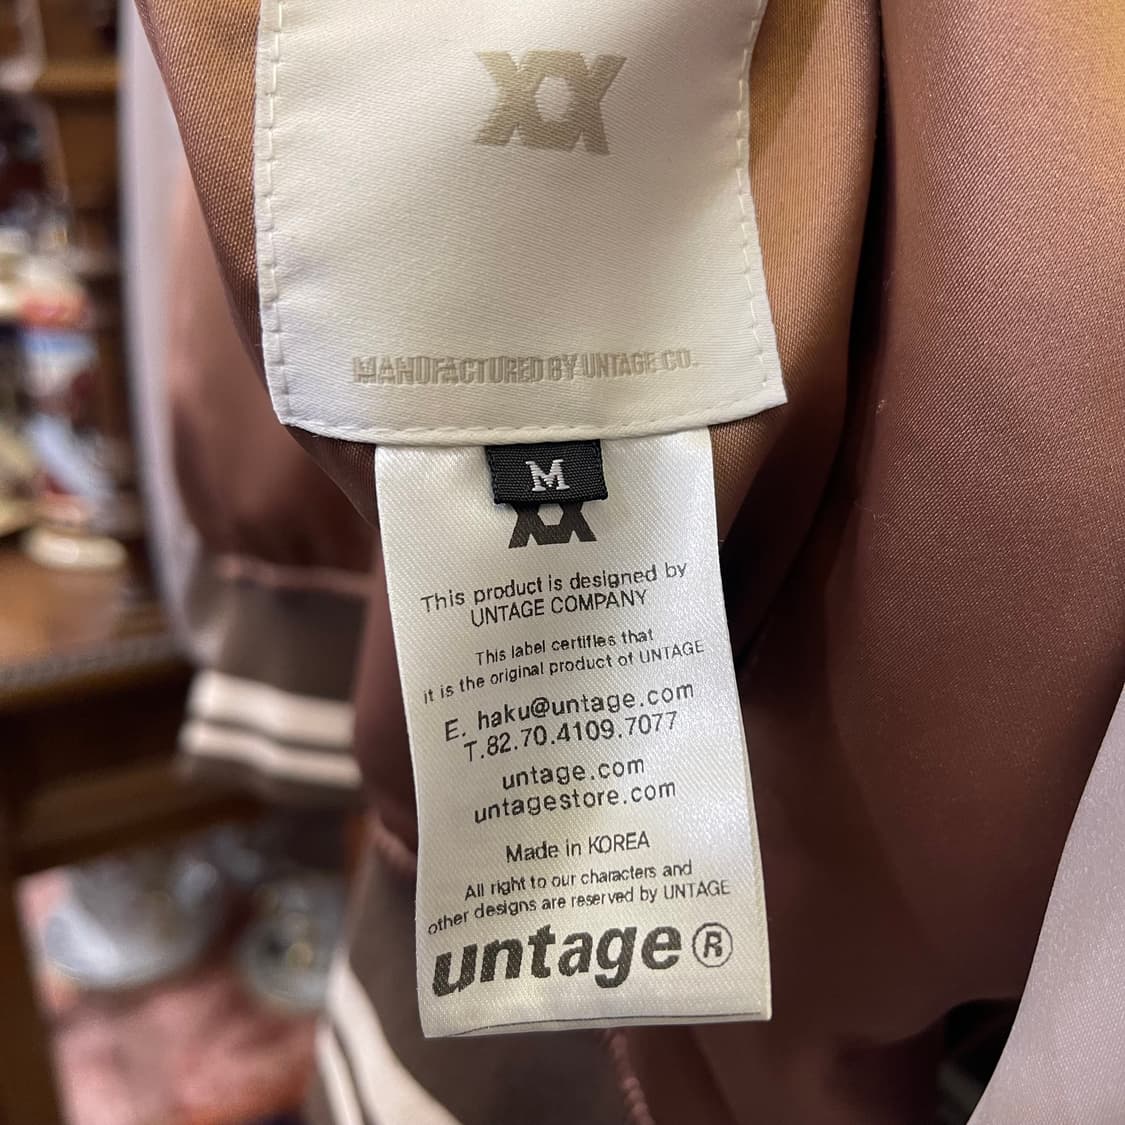 XX
MANUFACTURED BY UNTAGE CO.
M
XX
This product is designed by
UNTAGE COMPANY
This label certifies that
it is the original product of UNTAGE
E. haku@untage.com
T.82.70.4109.7077
untage.com
untagestore.com
Made in KOREA
All right to our characters and
other designs are reserved by UNTAGE
untage®